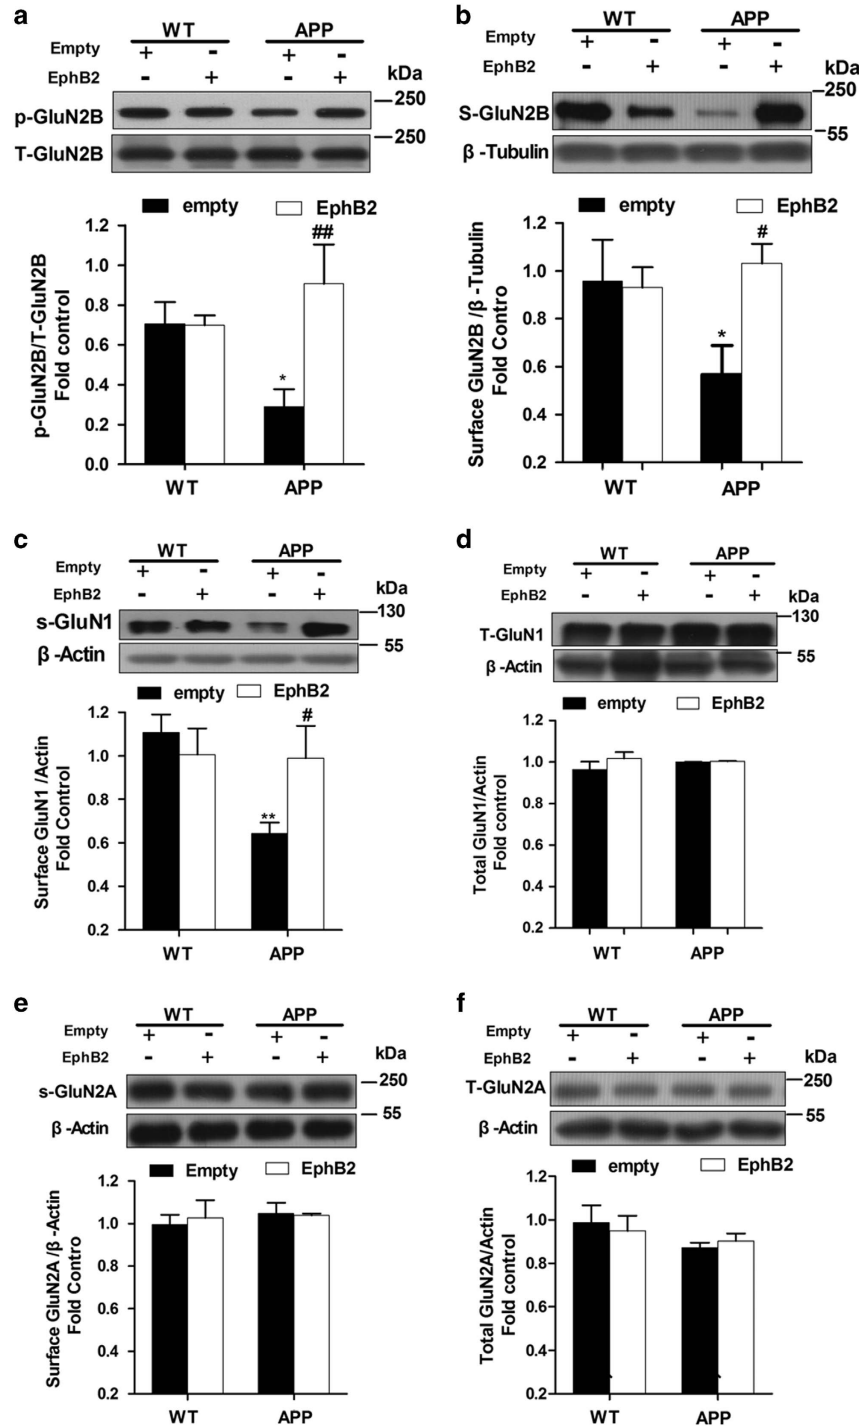 a
WT APP
Empty + - + -
EphB2 - + - + kDa
p-GluN2B 250
T-GluN2B 250
empty EphB2
p-GluN2B/T-GluN2B
Fold control
1.2
1.0
0.8
0.6
0.4
0.2
0.0
*
##
WT APP
b
WT APP
Empty + - + -
EphB2 - + - + kDa
S-GluN2B 250
55
β -Tubulin
empty EphB2
Surface GluN2B /β -Tubulin
Fold Contro
1.2
1.0
0.8
0.6
0.4
0.2
*
#
WT APP
c
WT APP
Empty + - + -
EphB2 - + - + kDa
s-GluN1 130
β -Actin 55
empty EphB2
Surface GluN1 /Actin
Fold Control
1.2
1.0
0.8
0.6
0.4
0.2
**
#
WT APP
d
WT APP
Empty + - + -
EphB2 - + - + kDa
T-GluN1 130
β -Actin 55
empty EphB2
Total GluN1/Actin
Fold Control
1.2
1.0
0.8
0.6
0.4
0.2
WT APP
e
WT APP
Empty + - + -
EphB2 - + - + kDa
s-GluN2A 250
β -Actin 55
Empty EphB2
Surface GluN2A /β -Actin
Fold Contro
1.2
1.0
0.8
0.6
0.4
0.2
WT APP
f
WT APP
Empty + - + -
EphB2 - + - + kDa
T-GluN2A 250
β -Actin 55
empty EphB2
Total GluN2A/Actin
Fold control
1.2
1.0
0.8
0.6
0.4
0.2
WT APP